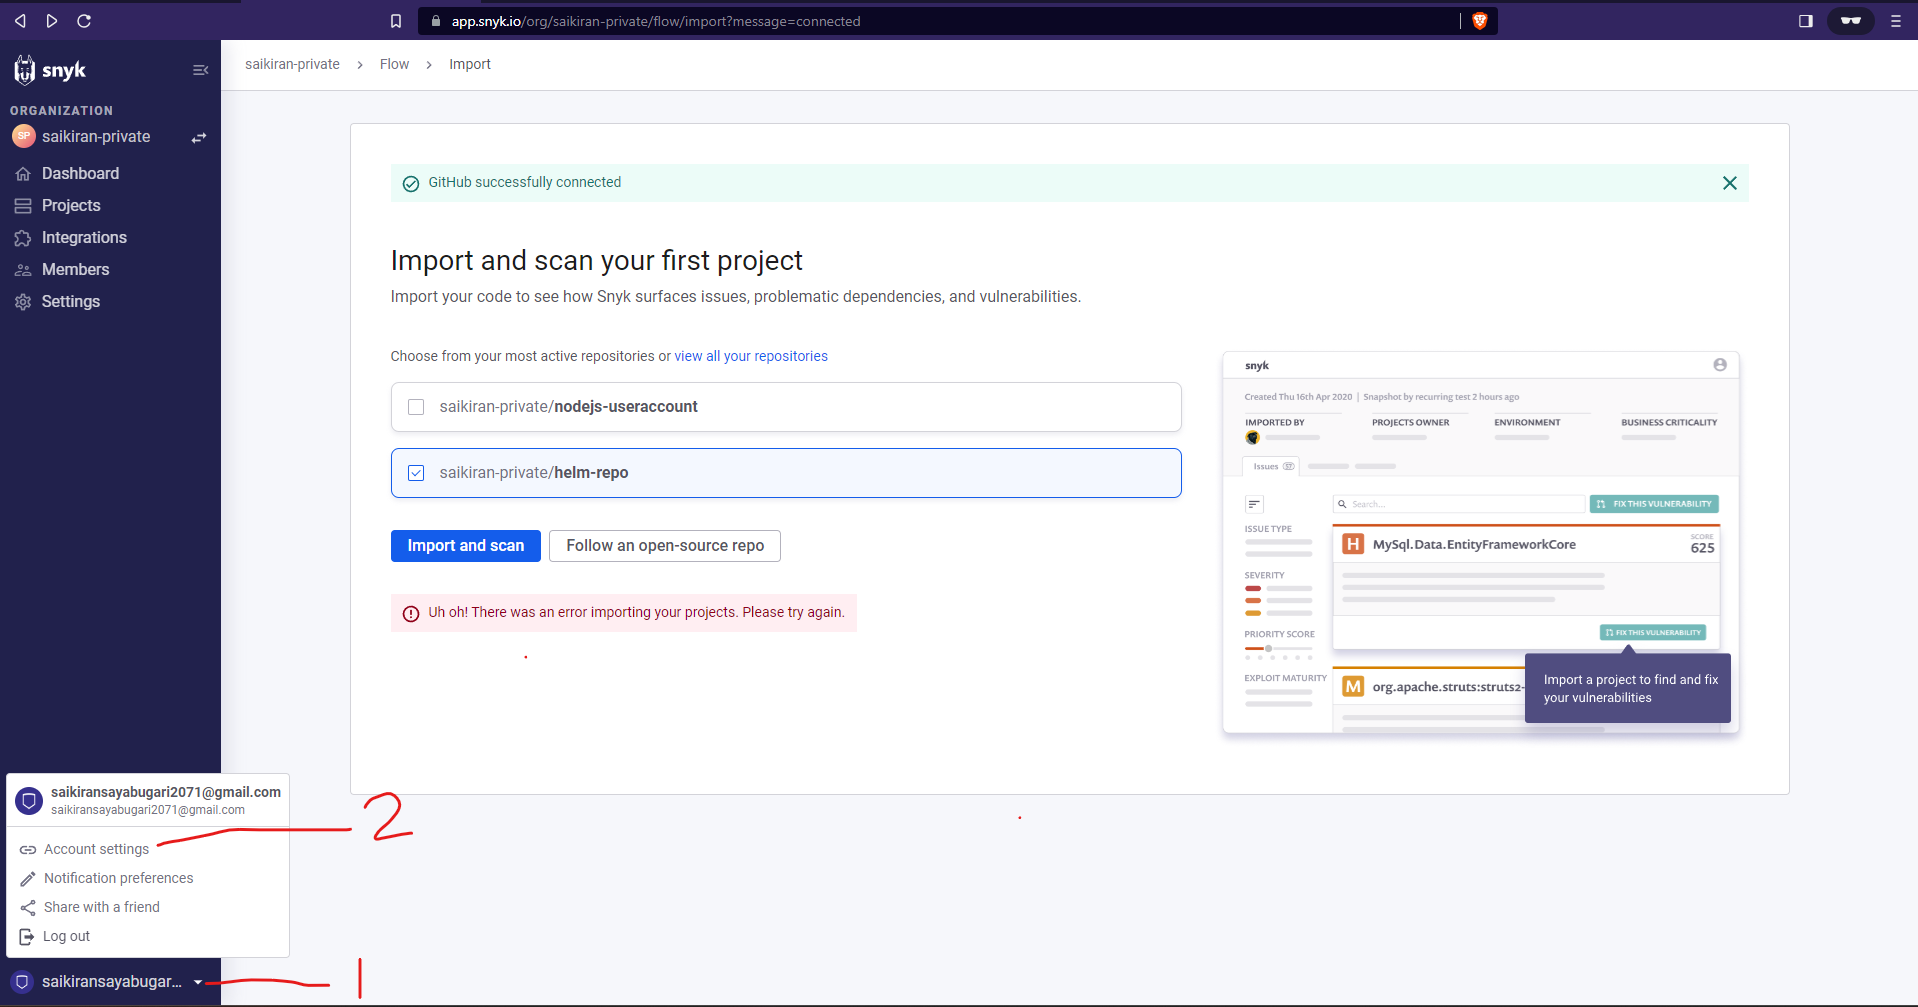 app.snyk.io/org/saikiran-private/flow/import?message=connected
snyk
ORGANIZATION
SP
saikiran-private
Dashboard
Projects
Integrations
Members
Settings
saikiran-private > Flow > Import
GitHub successfully connected
Import and scan your first project
Import your code to see how Snyk surfaces issues, problematic dependencies, and vulnerabilities.
Choose from your most active repositories or view all your repositories
saikiran-private/nodejs-useraccount
saikiran-private/helm-repo
Import and scan
Follow an open-source repo
Uh oh! There was an error importing your projects. Please try again.
snyk
Created Thu 16th Apr 2020 | Snapshot by recurring test 2 hours ago
IMPORTED BY
PROJECTS OWNER
ENVIRONMENT
BUSINESS CRITICALITY
Issues
Search...
FIX THIS VULNERABILITY
ISSUE TYPE
SEVERITY
PRIORITY SCORE
EXPLOIT MATURITY
H
MySql.Data.EntityFrameworkCore
SCORE
625
FIX THIS VULNERABILITY
M
org.apache.struts:struts2-
Import a project to find and fix
your vulnerabilities
saikiransayabugari2071@gmail.com
saikiransayabugari2071@gmail.com
Account settings
2
Notification preferences
Share with a friend
Log out
saikiransayabugar...
1